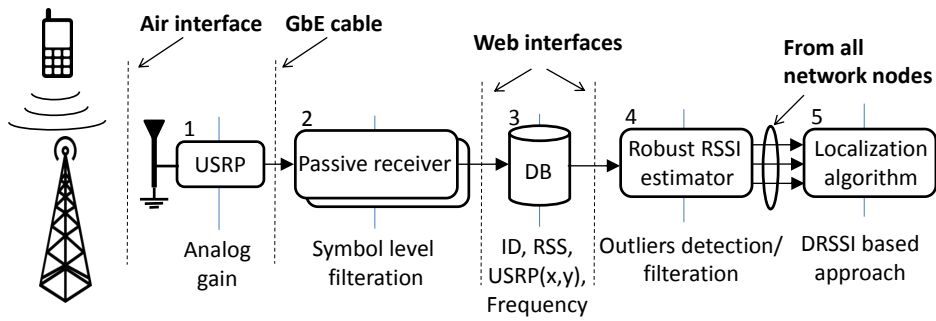 Air interface
GbE cable
Web interfaces
From all
network nodes
1
USRP
2
Passive receiver
3
DB
4
Robust RSSI
estimator
5
Localization
algorithm
Analog
gain
Symbol level
filteration
ID, RSS,
USRP(x,y),
Frequency
Outliers detection/
filteration
DRSSI based
approach